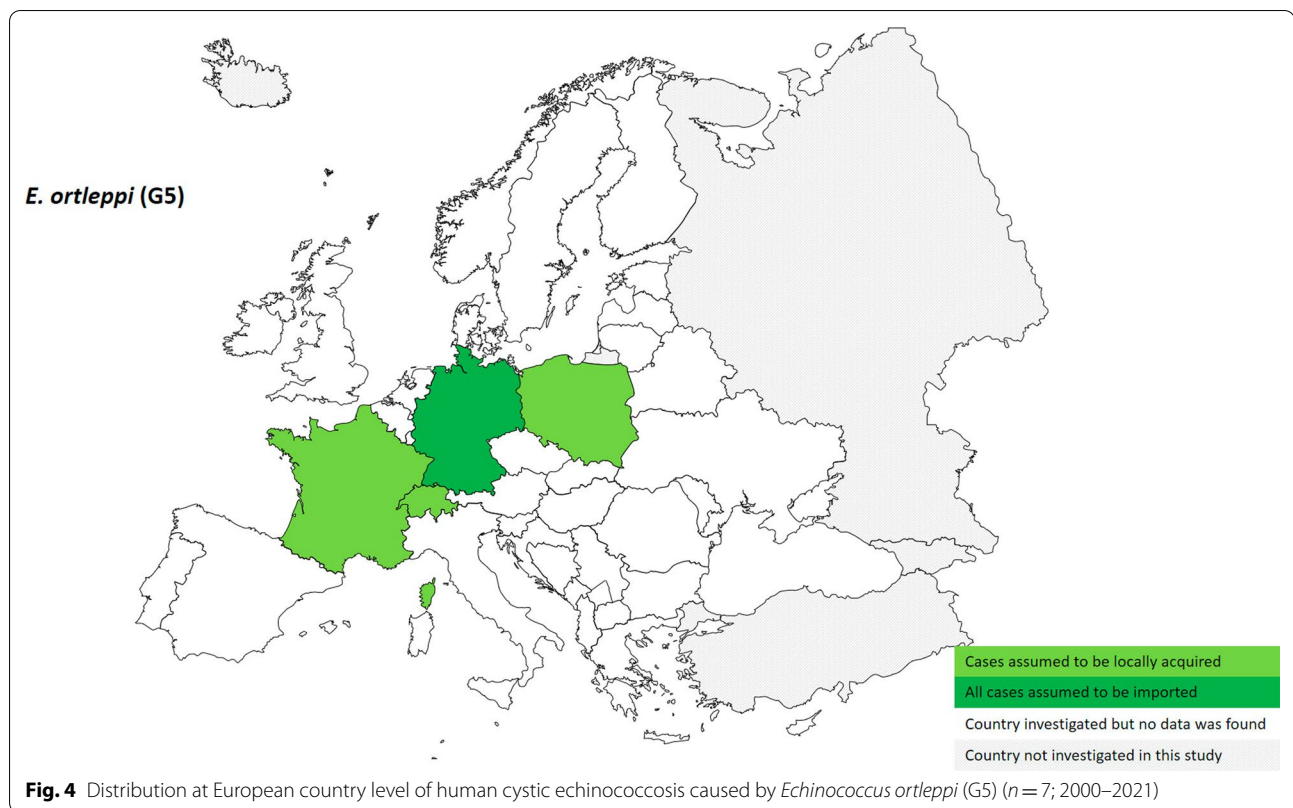 E. ortleppi (G5)
Cases assumed to be locally acquired
All cases assumed to be imported
Country investigated but no data was found
Country not investigated in this study
Fig. 4 Distribution at European country level of human cystic echinococcosis caused by Echinococcus ortleppi (G5) (n = 7; 2000–2021)